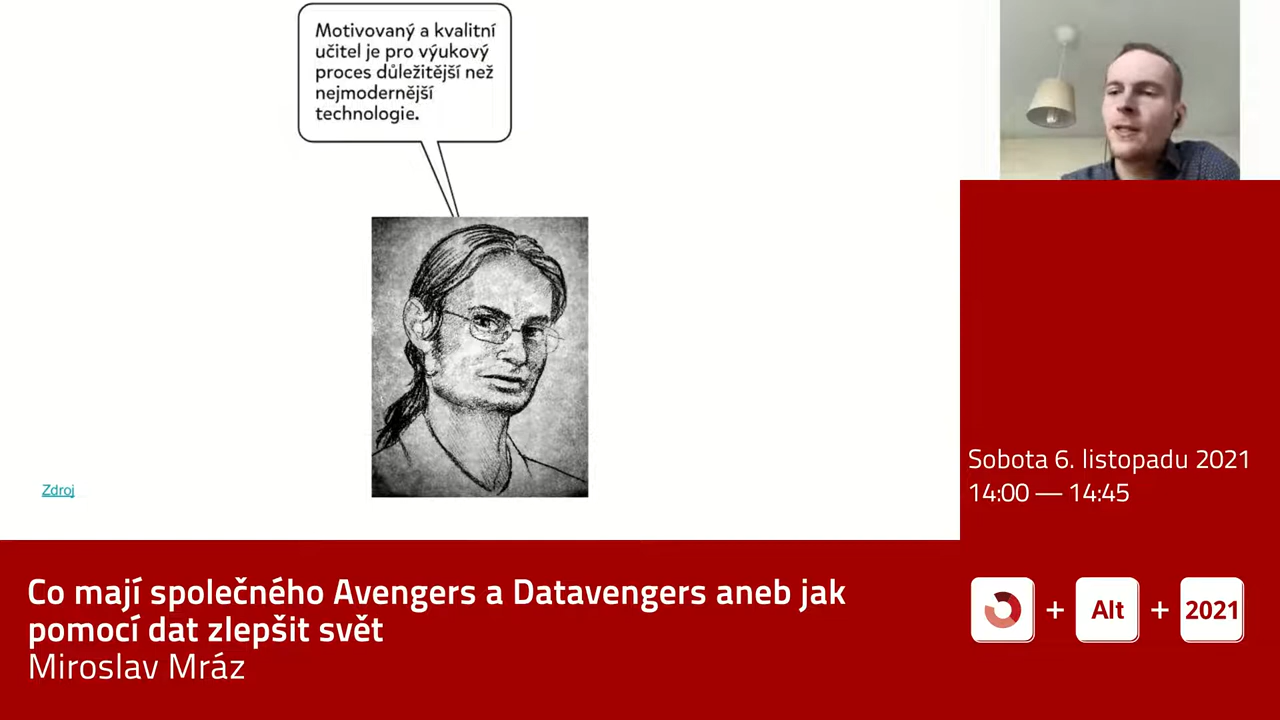 Motivovaný a kvalitní
učitel je pro výukový
proces důležitější než
nejmodernější
technologie.
Zdroj
Sobota 6. listopadu 2021
14:00 — 14:45
Co mají společného Avengers a Datavengers aneb jak
pomocí dat zlepšit svět
Miroslav Mráz
+ Alt + 2021